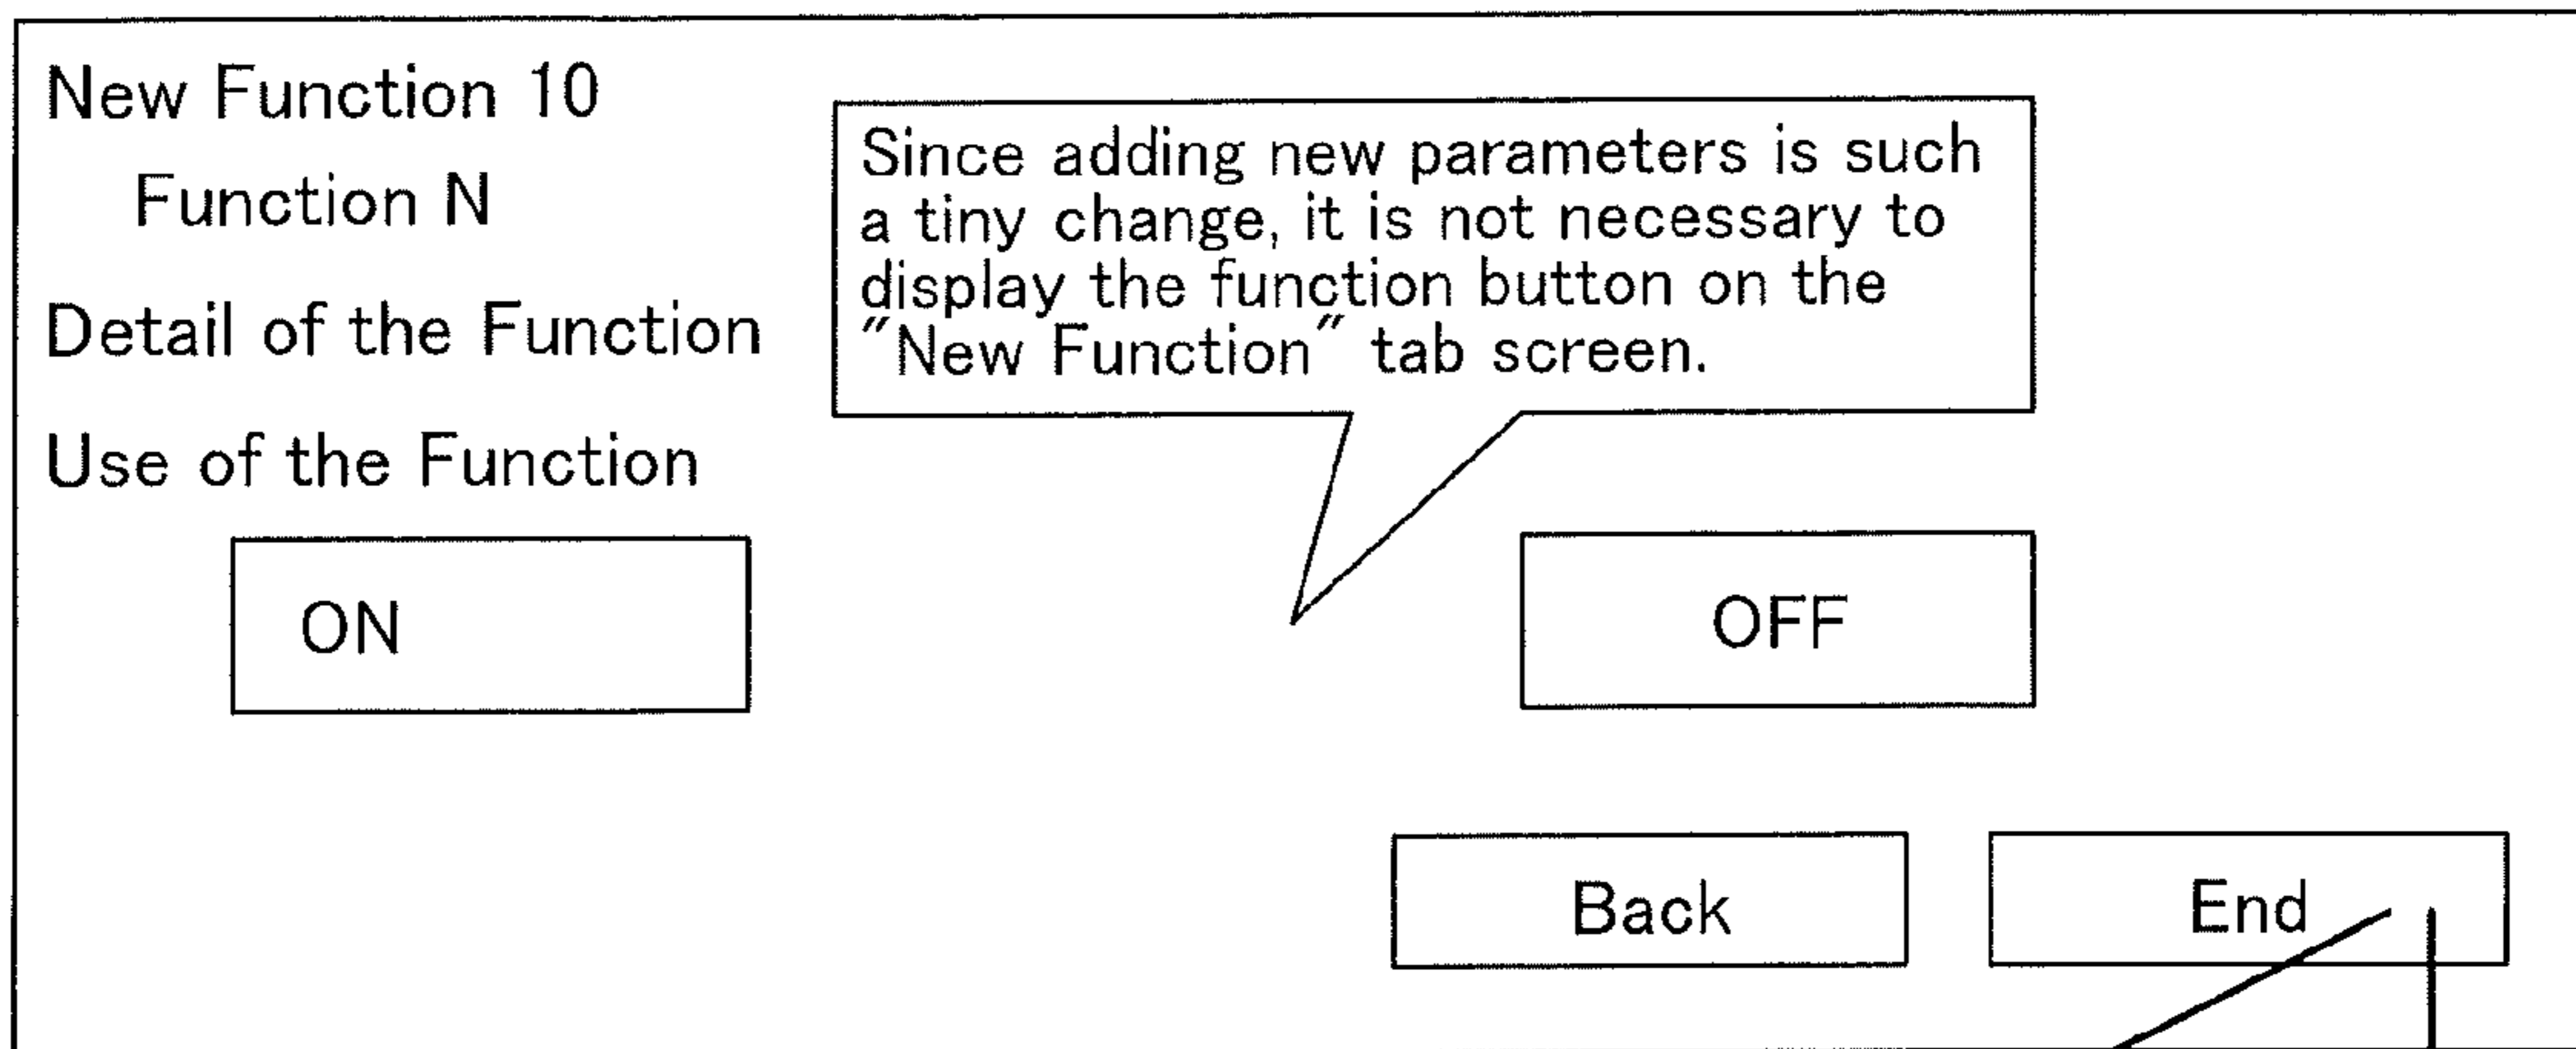 New Function 10
Function N
Detail of the Function
Use of the Function
Since adding new parameters is such
a tiny change, it is not necessary to
display the function button on the
"New Function" tab screen.
ON
OFF
Back
End